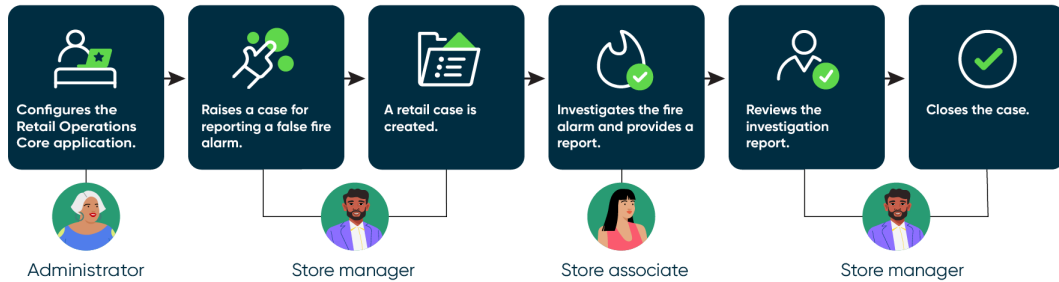 Configures the
Retail Operations
Core application.
Raises a case for
reporting a false fire
alarm.
A retail case is
created.
Investigates the fire
alarm and provides a
report.
Reviews the
investigation
report.
Closes the case.
Administrator
Store manager
Store associate
Store manager